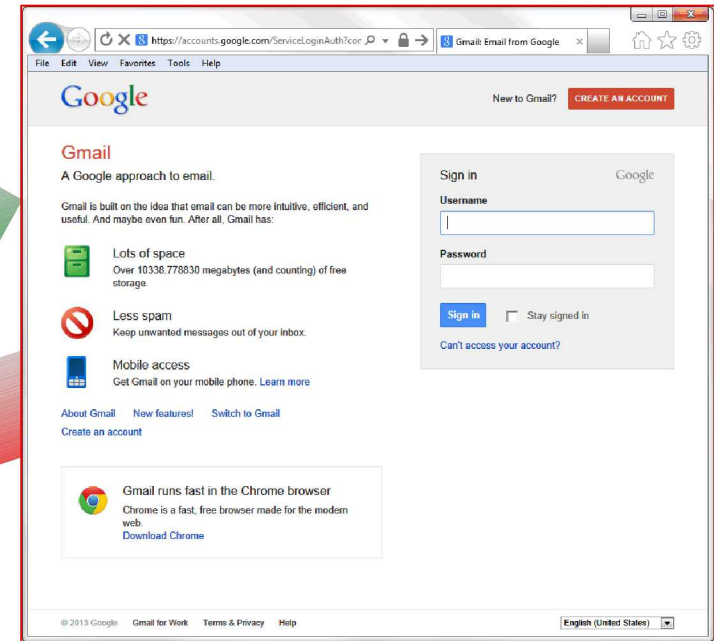 https://accounts.google.com/ServiceLoginAuth?cor
Gmail: Email from Google
File Edit View Favorites Tools Help
Google
New to Gmail? CREATE AN ACCOUNT
Gmail
A Google approach to email.
Gmail is built on the idea that email can be more intuitive, efficient, and
useful. And maybe even fun. After all, Gmail has:
Lots of space
Over 10338.778830 megabytes (and counting) of free
storage.
Less spam
Keep unwanted messages out of your inbox.
Mobile access
Get Gmail on your mobile phone. Learn more
About Gmail New features! Switch to Gmail
Create an account
Sign in Google
Username
Password
Sign in Stay signed in
Can't access your account?
Gmail runs fast in the Chrome browser
Chrome is a fast, free browser made for the modern
web.
Download Chrome
© 2013 Google Gmail for Work Terms & Privacy Help
English (United States)